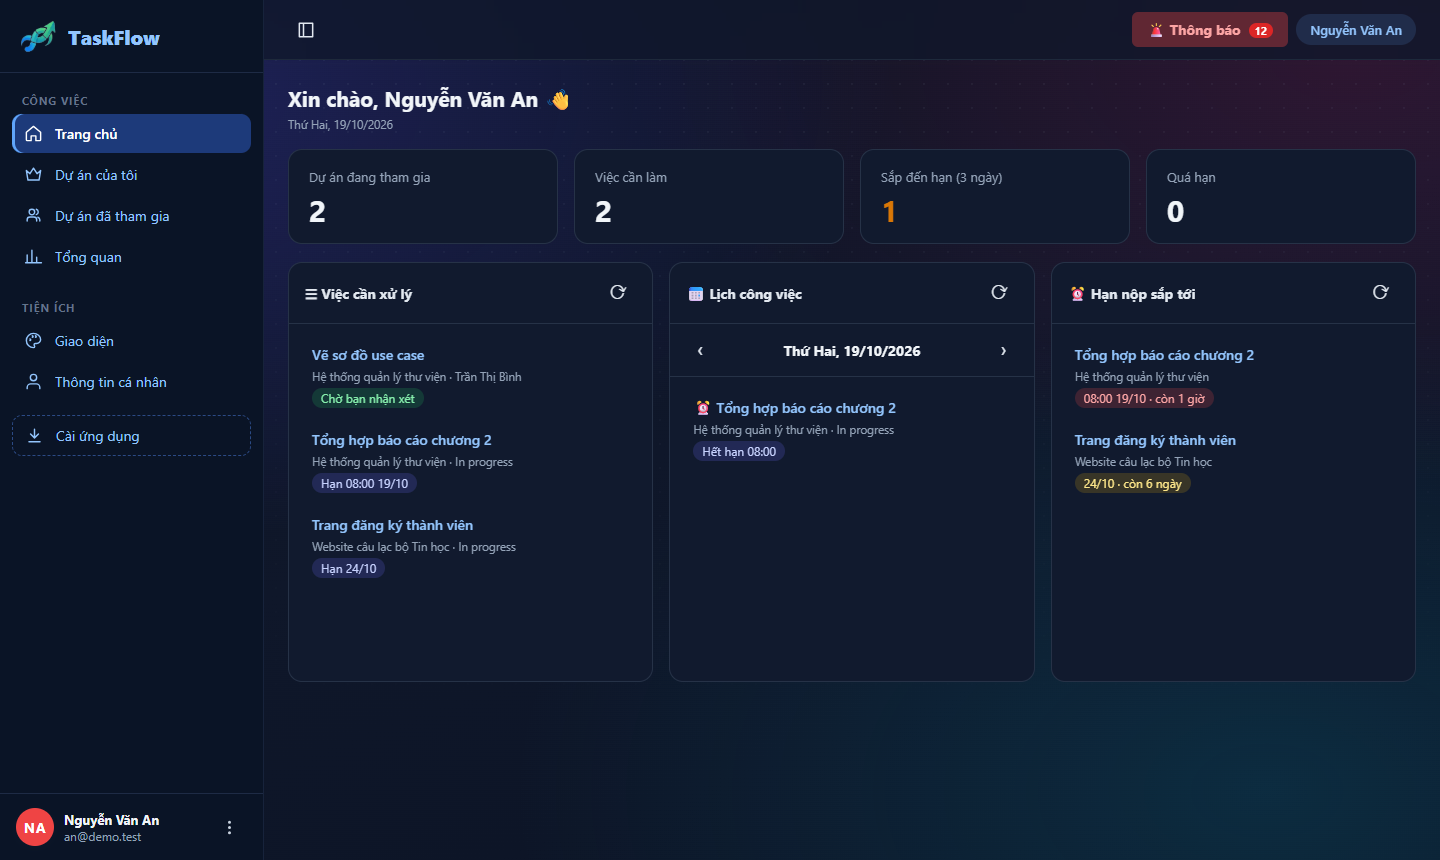 TaskFlow
CÔNG VIỆC
Trang chủ
Dự án của tôi
Dự án đã tham gia
Tổng quan
TIỆN ÍCH
Giao diện
Thông tin cá nhân
Cài ứng dụng
NA
Nguyễn Văn An
an@demo.test
Thông báo 12
Nguyễn Văn An
Xin chào, Nguyễn Văn An 👋
Thứ Hai, 19/10/2026
Dự án đang tham gia
2
Việc cần làm
2
Sắp đến hạn (3 ngày)
1
Quá hạn
0
Việc cần xử lý
Vẽ sơ đồ use case
Hệ thống quản lý thư viện · Trần Thị Bình
Chờ bạn nhận xét
Tổng hợp báo cáo chương 2
Hệ thống quản lý thư viện · In progress
Hạn 08:00 19/10
Trang đăng ký thành viên
Website câu lạc bộ Tin học · In progress
Hạn 24/10
Lịch công việc
‹ Thứ Hai, 19/10/2026 ›
⏰ Tổng hợp báo cáo chương 2
Hệ thống quản lý thư viện · In progress
Hết hạn 08:00
⏰ Hạn nộp sắp tới
Tổng hợp báo cáo chương 2
Hệ thống quản lý thư viện
08:00 19/10 · còn 1 giờ
Trang đăng ký thành viên
Website câu lạc bộ Tin học
24/10 · còn 6 ngày